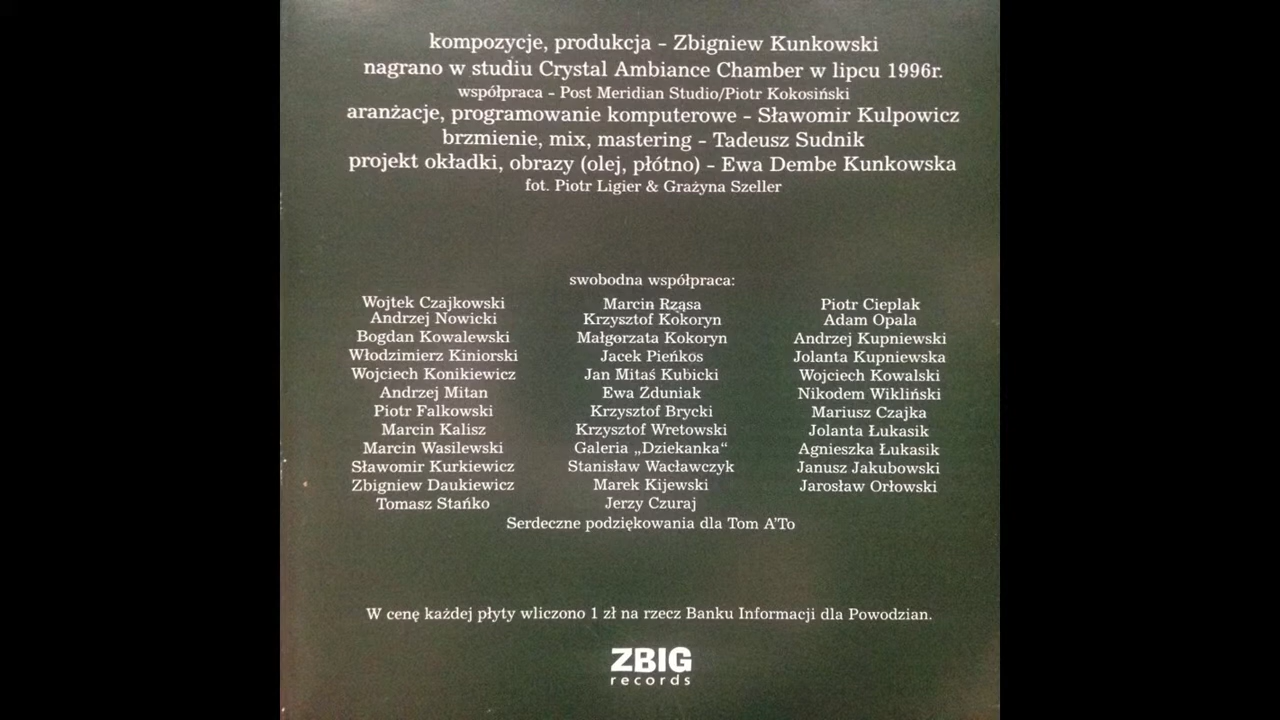 kompozycje, produkcja - Zbigniew Kunkowski
nagrano w studiu Crystal Ambiance Chamber w lipcu 1996r.
współpraca - Post Meridian Studio/Piotr Kokosiński
aranżacje, programowanie komputerowe - Sławomir Kulpowicz
brzmienie, mix, mastering - Tadeusz Sudnik
projekt okładki, obrazy (olej, płótno) - Ewa Dembe Kunkowska
fot. Piotr Ligier & Grażyna Szeller
swobodna współpraca:
Wojtek Czajkowski
Andrzej Nowicki
Bogdan Kowalewski
Włodzimierz Kiniorski
Wojciech Konikiewicz
Andrzej Mitan
Piotr Falkowski
Marcin Kalisz
Marcin Wasilewski
Sławomir Kurkiewicz
Zbigniew Daukiewicz
Tomasz Stańko
Marcin Rząsa
Krzysztof Kokoryn
Małgorzata Kokoryn
Jacek Pieńkos
Jan Mitaś Kubicki
Ewa Zduniak
Krzysztof Brycki
Krzysztof Wretowski
Galeria „Dziekanka“
Stanisław Wacławczyk
Marek Kijewski
Jerzy Czuraj
Piotr Cieplak
Adam Opala
Andrzej Kupniewski
Jolanta Kupniewska
Wojciech Kowalski
Nikodem Wikliński
Mariusz Czajka
Jolanta Łukasik
Agnieszka Łukasik
Janusz Jakubowski
Jarosław Orłowski
Serdeczne podziękowania dla Tom A'To
W cenę każdej płyty wliczono 1 zł na rzecz Banku Informacji dla Powodzian.
ZBIG
records